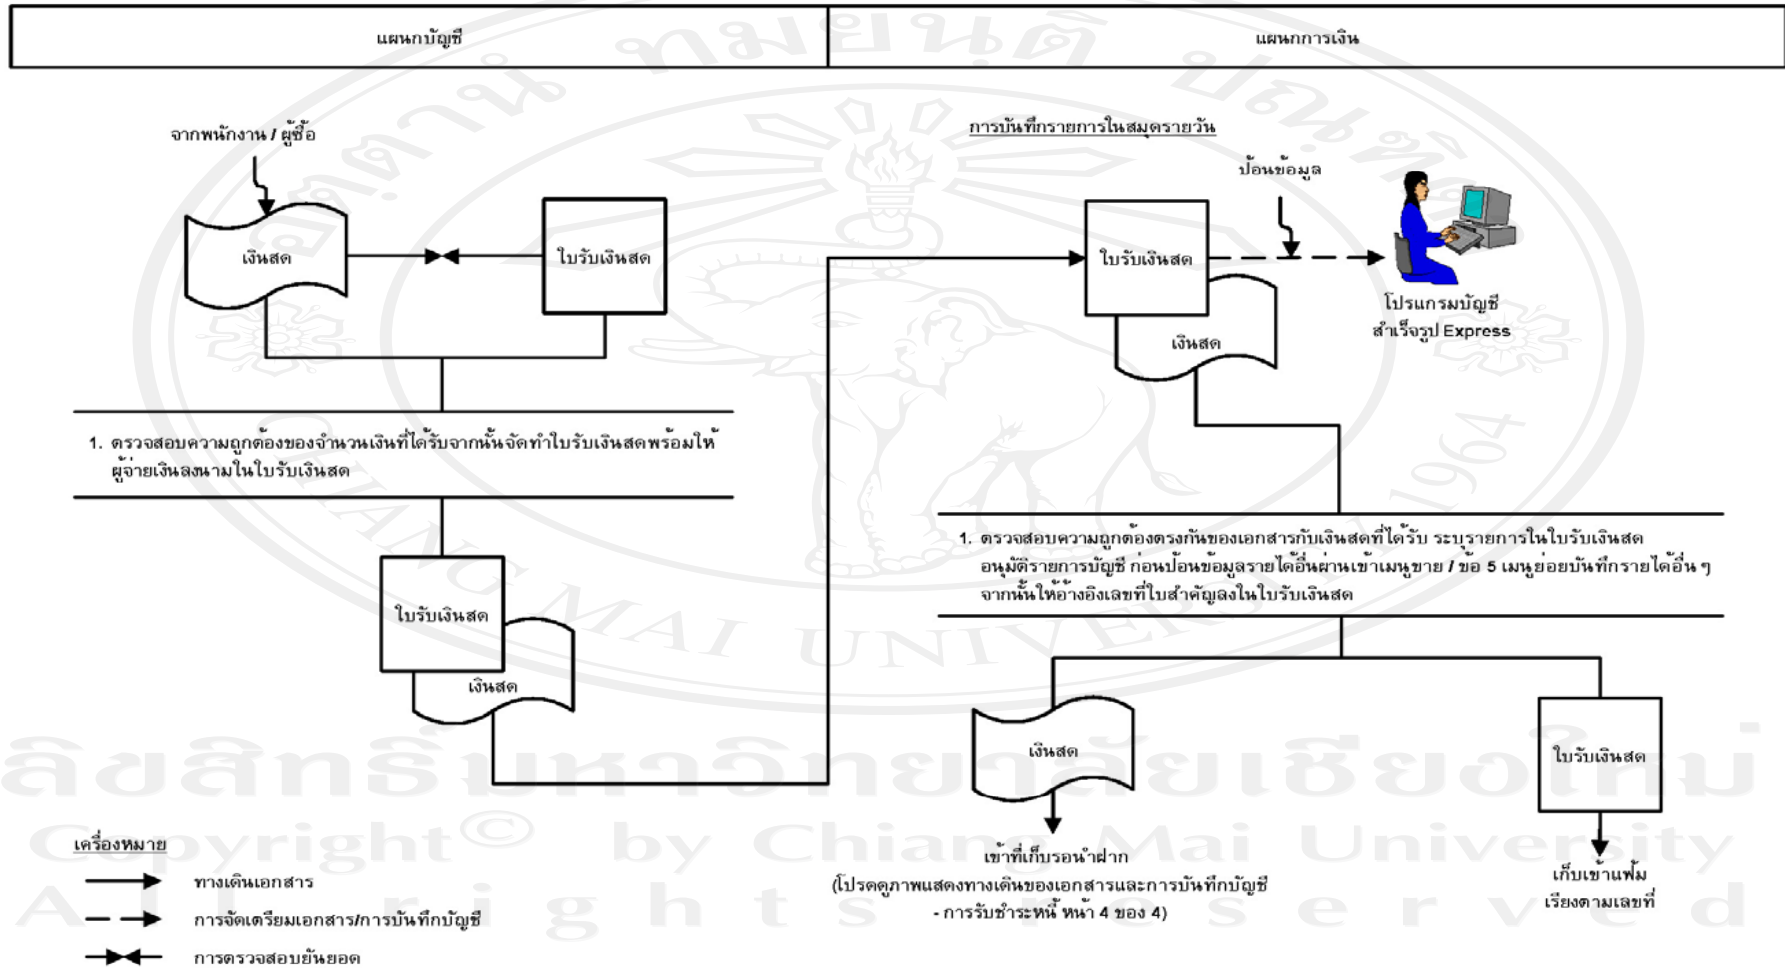 แผนกบัญชี
แผนกการเงิน
จากพนักงาน / ผู้ซื้อ
เงินสด
ใบรับเงินสด
1. ตรวจสอบความถูกต้องของจำนวนเงินที่ได้รับจากนั้นจัดทำใบรับเงินสดพร้อมให้
ผู้จ่ายเงินลงนามในใบรับเงินสด
ใบรับเงินสด
เงินสด
การบันทึกรายการในสมุดรายวัน
ป้อนข้อมูล
ใบรับเงินสด
เงินสด
โปรแกรมบัญชี
สำเร็จรูป Express
1. ตรวจสอบความถูกต้องตรงกันของเอกสารกับเงินสดที่ได้รับ ระบุรายการในใบรับเงินสด
อนุมัติรายการบัญชี ก่อนป้อนข้อมูลรายได้อื่นผ่านเข้าเมนูขาย / ข้อ 5 เมนูย่อยบันทึกรายได้อื่น ๆ
จากนั้นให้อ้างอิงเลขที่ใบสำคัญลงในใบรับเงินสด
เงินสด
ใบรับเงินสด
เข้าที่เก็บรอนำฝาก
(โปรดดูภาพแสดงทางเดินของเอกสารและการบันทึกบัญชี
- การรับชำระหนี้ หน้า 4 ของ 4)
เก็บเข้าแฟ้ม
เรียงตามเลขที่
เครื่องหมาย
ทางเดินเอกสาร
การจัดเตรียมเอกสาร/การบันทึกบัญชี
การตรวจสอบยันยอด
CHIANG MAI UNIVERSITY 1964
ลิขสิทธิ์มหาวิทยาลัยเชียงใหม่
Copyright© by Chiang Mai University
All rights reserved